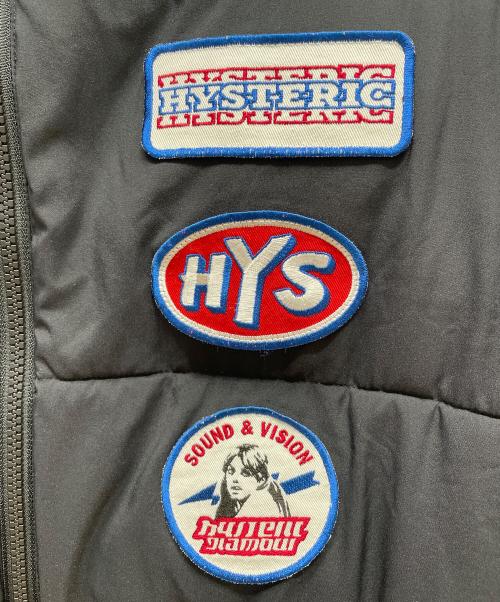 HYSTERIC
HYS
SOUND & VISION
hysteric
glamour